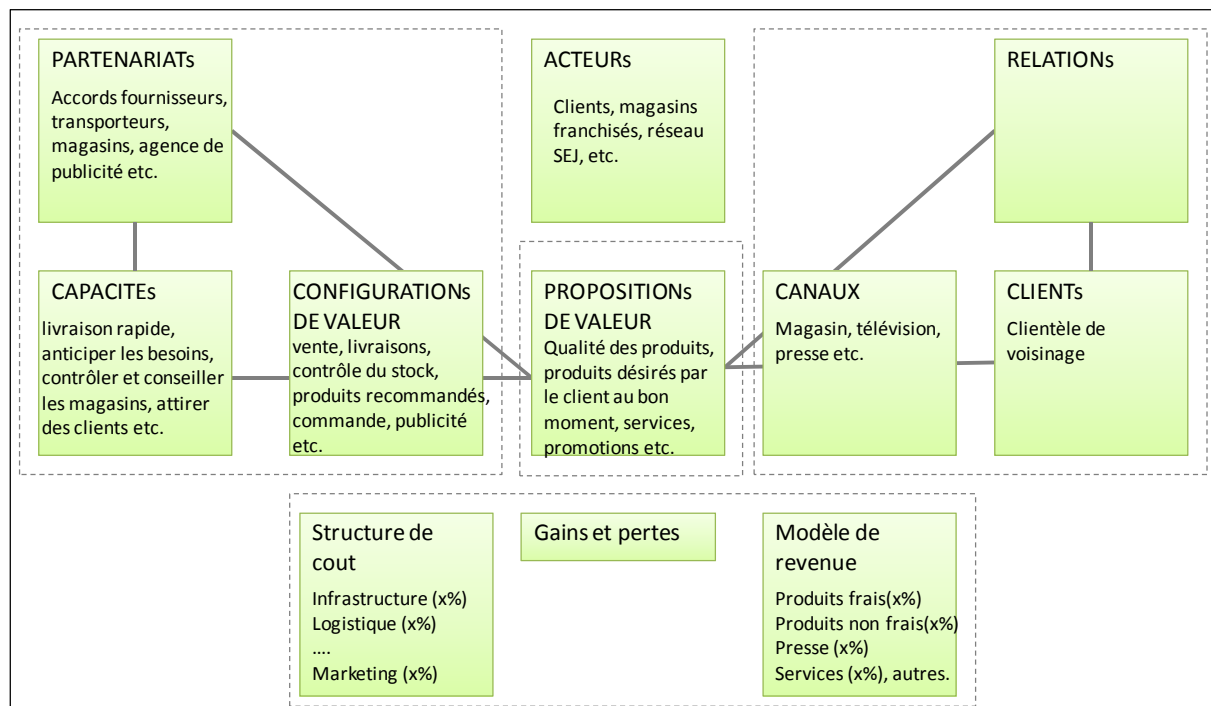 PARTENARIATs
Accords fournisseurs,
transporteurs,
magasins, agence de
publicité etc.
ACTEURs
Clients, magasins
franchisés, réseau
SEJ, etc.
RELATIONs
CAPACITEs
livraison rapide,
anticiper les besoins,
contrôler et conseiller
les magasins, attirer
des clients etc.
CONFIGURATIONs
DE VALEUR
vente, livraisons,
contrôle du stock,
produits recommandés,
commande, publicité
etc.
PROPOSITIONs
DE VALEUR
Qualité des produits,
produits désirés par
le client au bon
moment, services,
promotions etc.
CANAUX
Magasin, télévision,
presse etc.
CLIENTs
Clientèle de
voisinage
Structure de
cout
Infrastructure (x%)
Logistique (x%)
....
Marketing (x%)
Gains et pertes
Modèle de
revenue
Produits frais(x%)
Produits non frais(x%)
Presse (x%)
Services (x%), autres.